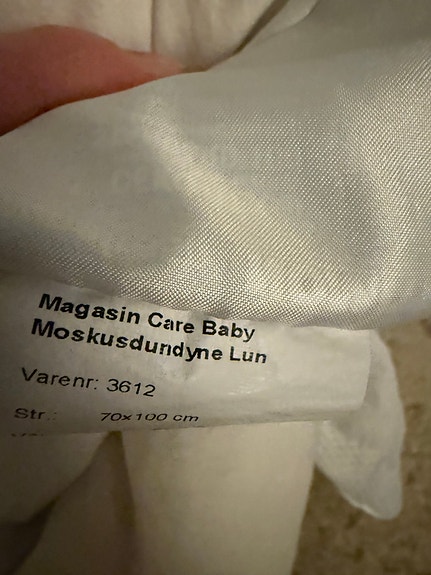 Magasin Care Baby
Moskusdundyne Lun
Varenr: 3612
Str.: 70x100 cm